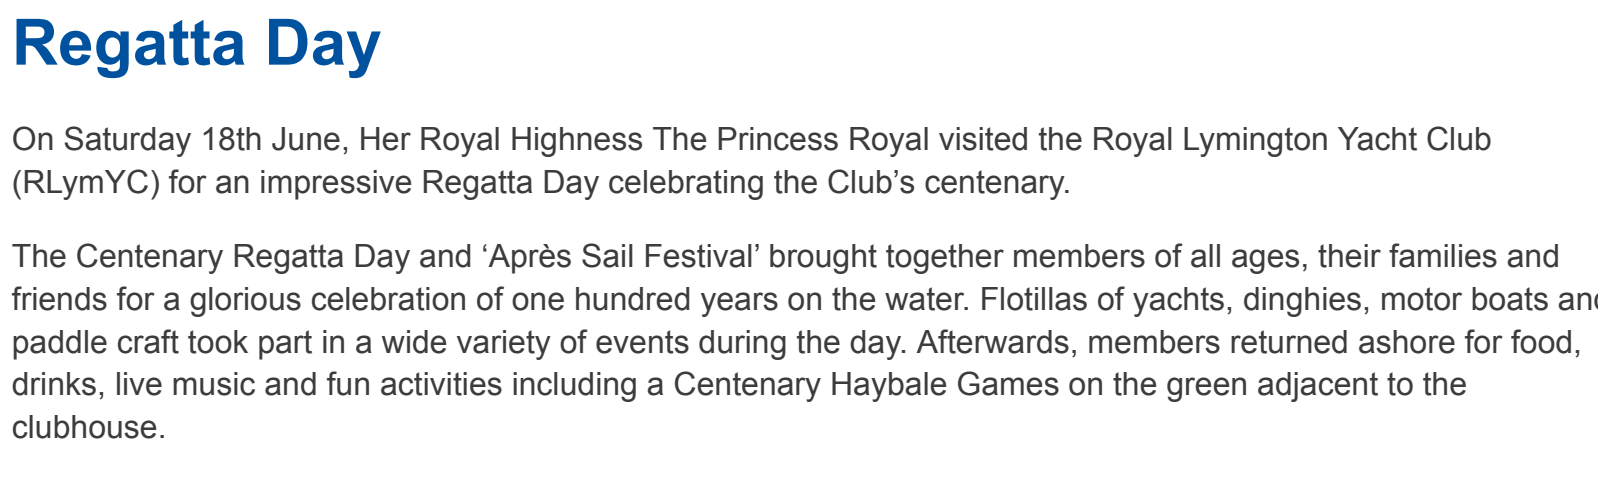 Regatta Day
On Saturday 18th June, Her Royal Highness The Princess Royal visited the Royal Lymington Yacht Club
(RLymYC) for an impressive Regatta Day celebrating the Club’s centenary.
The Centenary Regatta Day and ‘Après Sail Festival’ brought together members of all ages, their families and
friends for a glorious celebration of one hundred years on the water. Flotillas of yachts, dinghies, motor boats and
paddle craft took part in a wide variety of events during the day. Afterwards, members returned ashore for food,
drinks, live music and fun activities including a Centenary Haybale Games on the green adjacent to the
clubhouse.